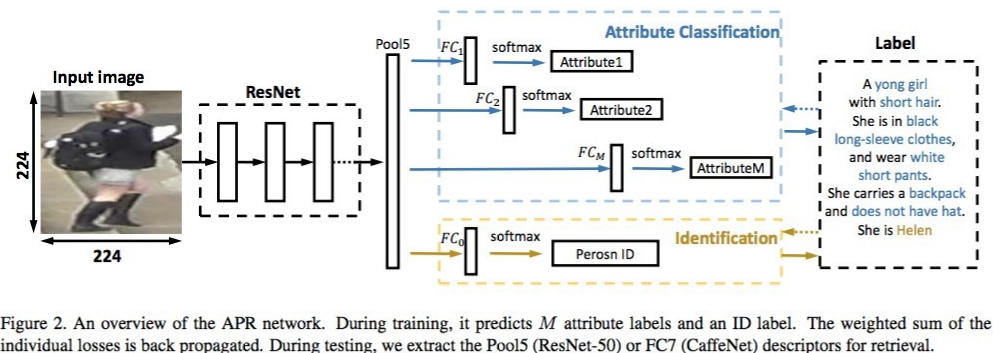 Attribute Classification
Pool5
FC1
softmax
Attribute1
Label
Input image
ResNet
FC2
softmax
Attribute2
A yong girl
with short hair.
She is in black
long-sleeve clothes,
and wear white
short pants.
She carries a backpack
and does not have hat.
She is Helen
224
FCM
softmax
AttributeM
FC0
softmax
Perosn ID
Identification
224
Figure 2. An overview of the APR network. During training, it predicts M attribute labels and an ID label. The weighted sum of the
individual losses is back propagated. During testing, we extract the Pool5 (ResNet-50) or FC7 (CaffeNet) descriptors for retrieval.